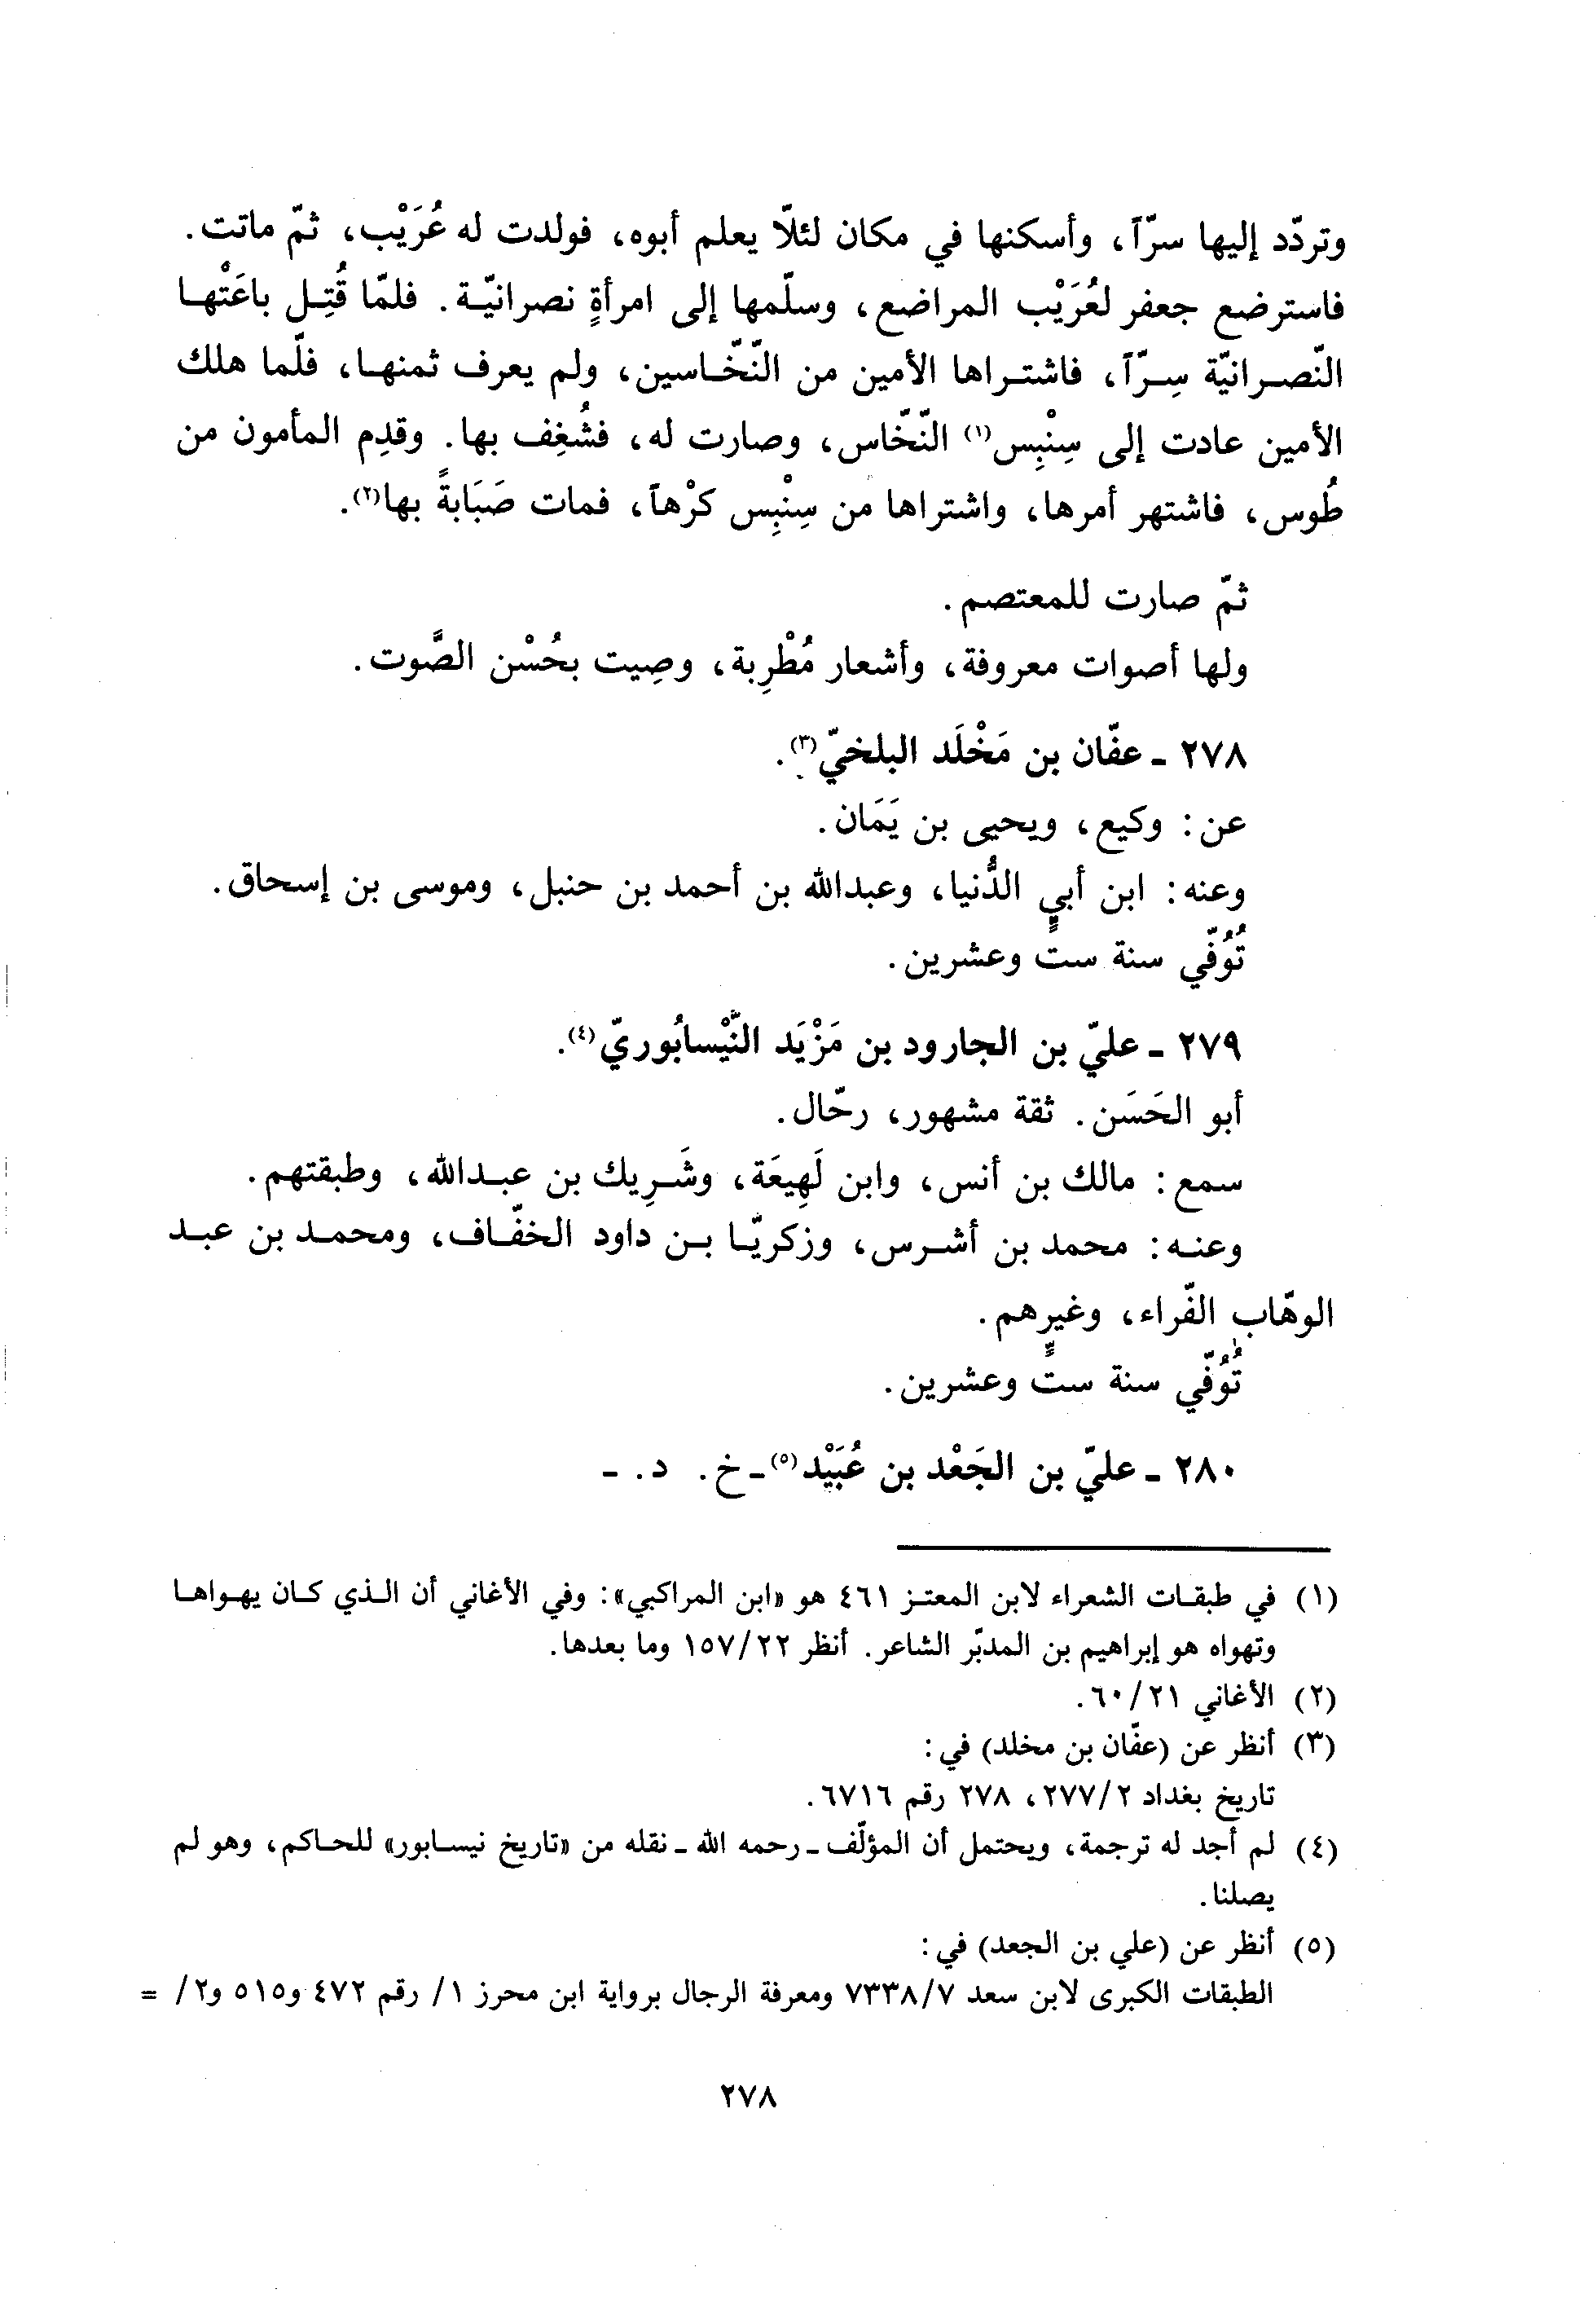 وتردّد إليها سرّاً، وأسكنها في مكان لئلّا يعلم أبوه، فولدت له عُرَيْب، ثمّ ماتت.
فاسترضع جعفر لعُرَيْب المراضع، وسلّمها إلى امرأةٍ نصرانيّة. فلمّا قُتِل باعَتْها
النّصرانيّة سِرّاً، فاشتراها الأمين من النّخّاسين، ولم يعرف ثمنها، فلّما هلك
الأمين عادت إلى سِنْبِس(١) النّخّاس، وصارت له، فشُغِف بها. وقدِم المأمون من
طُوس، فاشتهر أمرها، واشتراها من سِنْبِس كرْهاً، فمات صَبَابةً بها(٢).
ثمّ صارت للمعتصم.
ولها أصوات معروفة، وأشعار مُطْرِبة، وصِيت بحُسْن الصَّوت.
٢٧٨ ـ عفّان بن مَخْلَد البلخيّ(٣).
عن: وكيع، ويحيى بن يَمَان.
وعنه: ابن أبي الدُّنيا، وعبدالله بن أحمد بن حنبل، وموسى بن إسحاق.
تُوُفّي سنة ستٍّ وعشرين.
٢٧٩ ـ عليّ بن الجارود بن مَزْيَد النَّيْسابُوريّ(٤).
أبو الحَسَن. ثقة مشهور، رحّال.
سمع: مالك بن أنس، وابن لَهِيعَة، وشَرِيك بن عبدالله، وطبقتهم.
وعنه: محمد بن أشرس، وزكريّا بن داود الخفّاف، ومحمد بن عبد
الوهّاب الفّراء، وغيرهم.
تُوُفّي سنة ستٍّ وعشرين.
٢٨٠ ـ عليّ بن الجَعْد بن عُبَيْد(٥) ـ خ. د. ـ
(١) في طبقات الشعراء لابن المعتز ٤٦١ هو «ابن المراكبي»: وفي الأغاني أن الذي كان يهواها
وتهواه هو إبراهيم بن المدبّر الشاعر. أنظر ١٥٧/٢٢ وما بعدها.
(٢) الأغاني ٦٠/٢١.
(٣) أنظر عن (عفّان بن مخلد) في:
تاريخ بغداد ٢٧٧/٢، ٢٧٨ رقم ٦٧١٦.
(٤) لم أجد له ترجمة، ويحتمل أن المؤلّف ـ رحمه الله ـ نقله من «تاريخ نيسابور» للحاكم، وهو لم
يصلنا.
(٥) أنظر عن (علي بن الجعد) في:
الطبقات الكبرى لابن سعد ٧٣٣٨/٧ ومعرفة الرجال برواية ابن محرز ١/ رقم ٤٧٢ و٥١٥ و٢/ =
٢٧٨